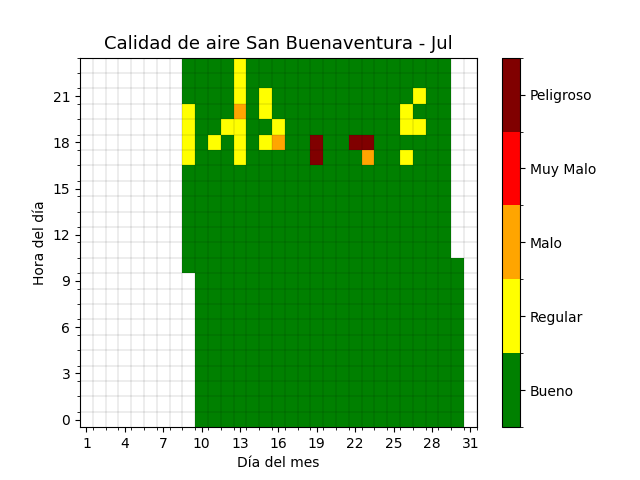 Calidad de aire San Buenaventura - Jul
Hora del día
21
18
15
12
9
6
3
0
1 4 7 10 13 16 19 22 25 28 31
Día del mes
Peligroso
Muy Malo
Malo
Regular
Bueno